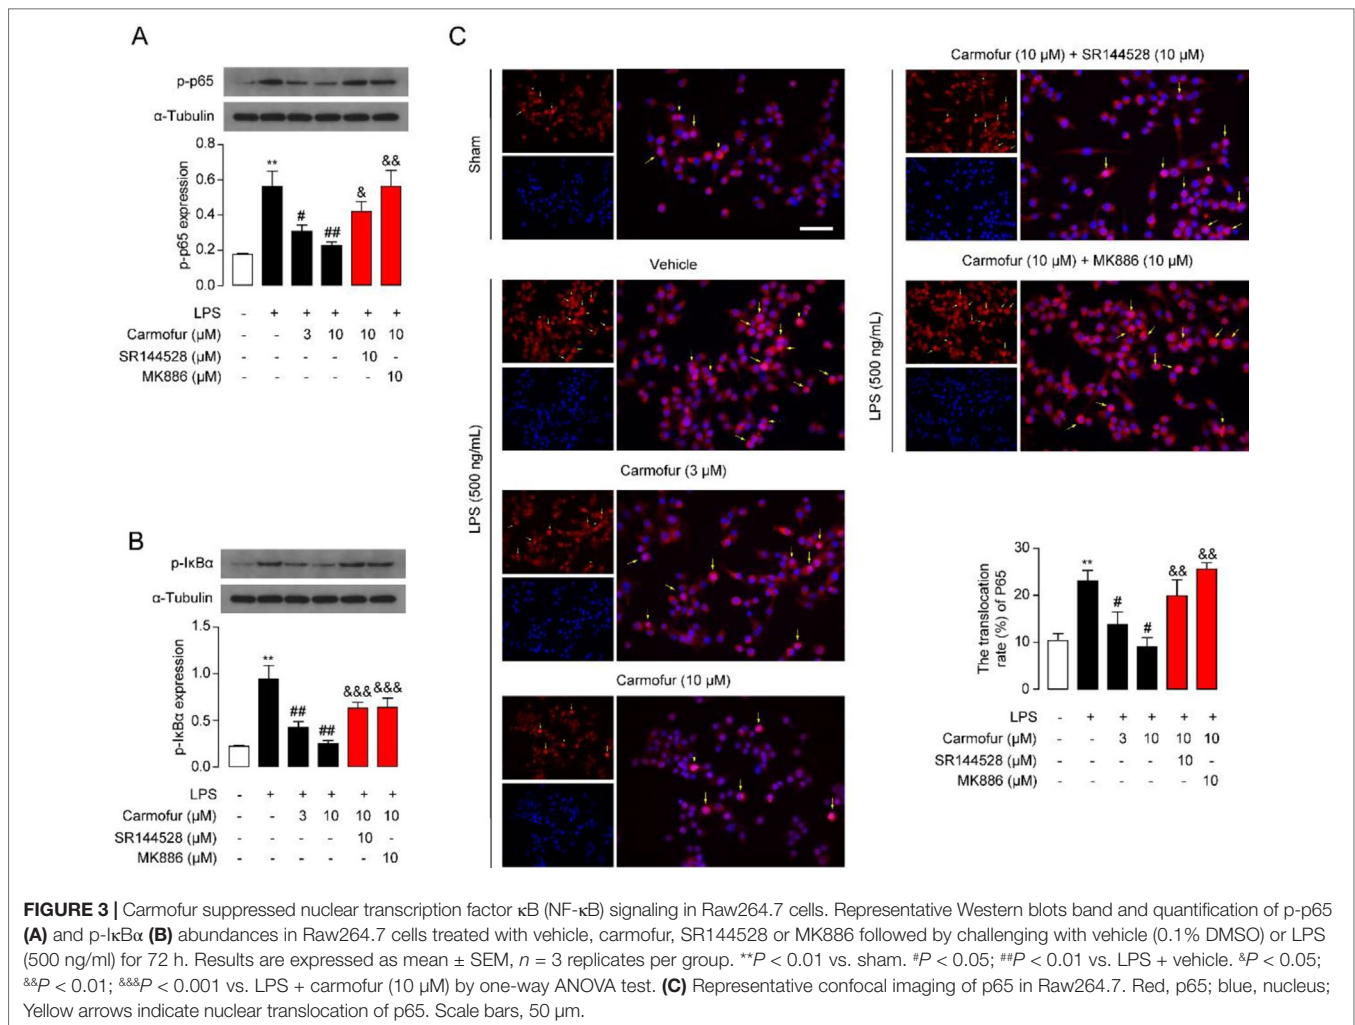 A
p-p65
α-Tubulin
0.8
0.6
0.4
0.2
0.0
p-p65 expression
**
#
##
&
&&
LPS - + + + + +
Carmofur (µM) - - 3 10 10 10
SR144528 (µM) - - - - 10 -
MK886 (µM) - - - - - 10
B
p-IκBα
α-Tubulin
1.5
1.0
0.5
0.0
p-IκBα expression
**
##
##
&&&
&&&
LPS - + + + + +
Carmofur (µM) - - 3 10 10 10
SR144528 (µM) - - - - 10 -
MK886 (µM) - - - - - 10
C
Sham
LPS (500 ng/mL)
Vehicle
Carmofur (3 µM)
Carmofur (10 µM)
Carmofur (10 µM) + SR144528 (10 µM)
Carmofur (10 µM) + MK886 (10 µM)
LPS (500 ng/mL)
30
20
10
0
The translocation
rate (%) of P65
**
#
#
&&
&&
LPS - + + + + +
Carmofur (µM) - - 3 10 10 10
SR144528 (µM) - - - - 10 -
MK886 (µM) - - - - - 10
FIGURE 3 | Carmofur suppressed nuclear transcription factor κB (NF-κB) signaling in Raw264.7 cells. Representative Western blots band and quantification of p-p65
(A) and p-IκBα (B) abundances in Raw264.7 cells treated with vehicle, carmofur, SR144528 or MK886 followed by challenging with vehicle (0.1% DMSO) or LPS
(500 ng/ml) for 72 h. Results are expressed as mean ± SEM, n = 3 replicates per group. **P < 0.01 vs. sham. #P < 0.05; ##P < 0.01 vs. LPS + vehicle. &P < 0.05;
&&P < 0.01; &&&P < 0.001 vs. LPS + carmofur (10 µM) by one-way ANOVA test. (C) Representative confocal imaging of p65 in Raw264.7. Red, p65; blue, nucleus;
Yellow arrows indicate nuclear translocation of p65. Scale bars, 50 µm.